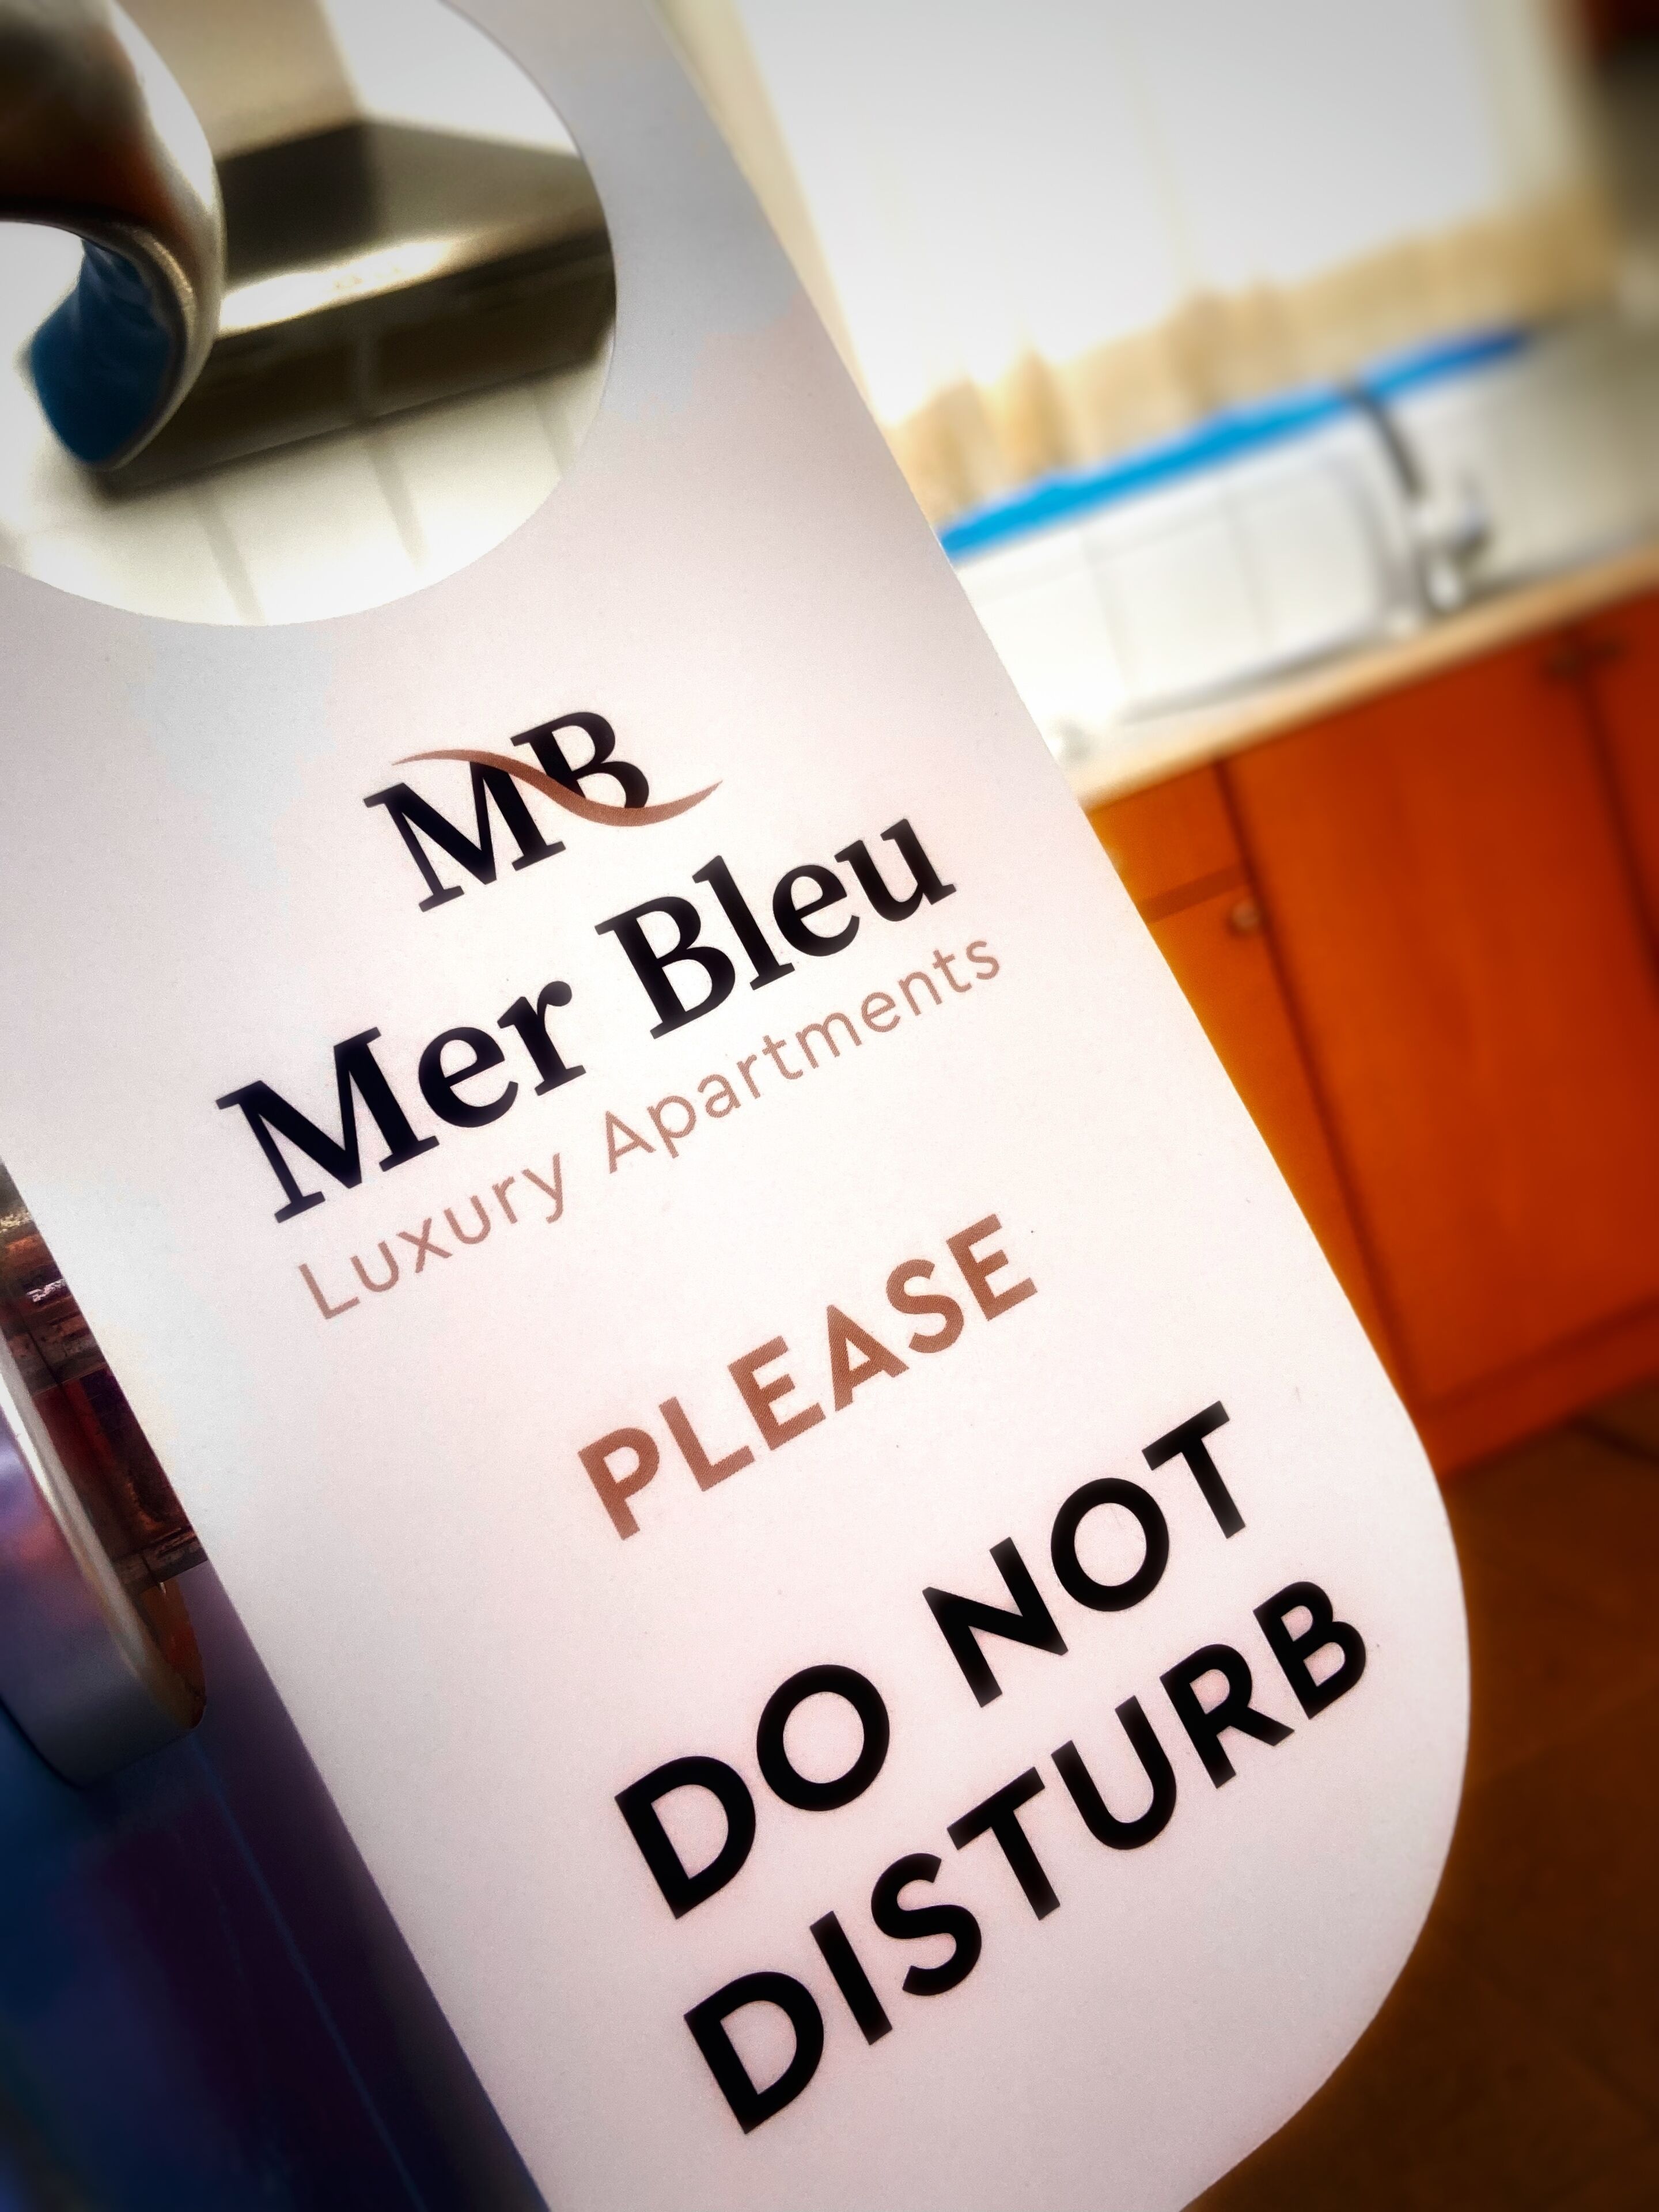 MB
Mer Bleu
Luxury Apartments
PLEASE
DO NOT
DISTURB